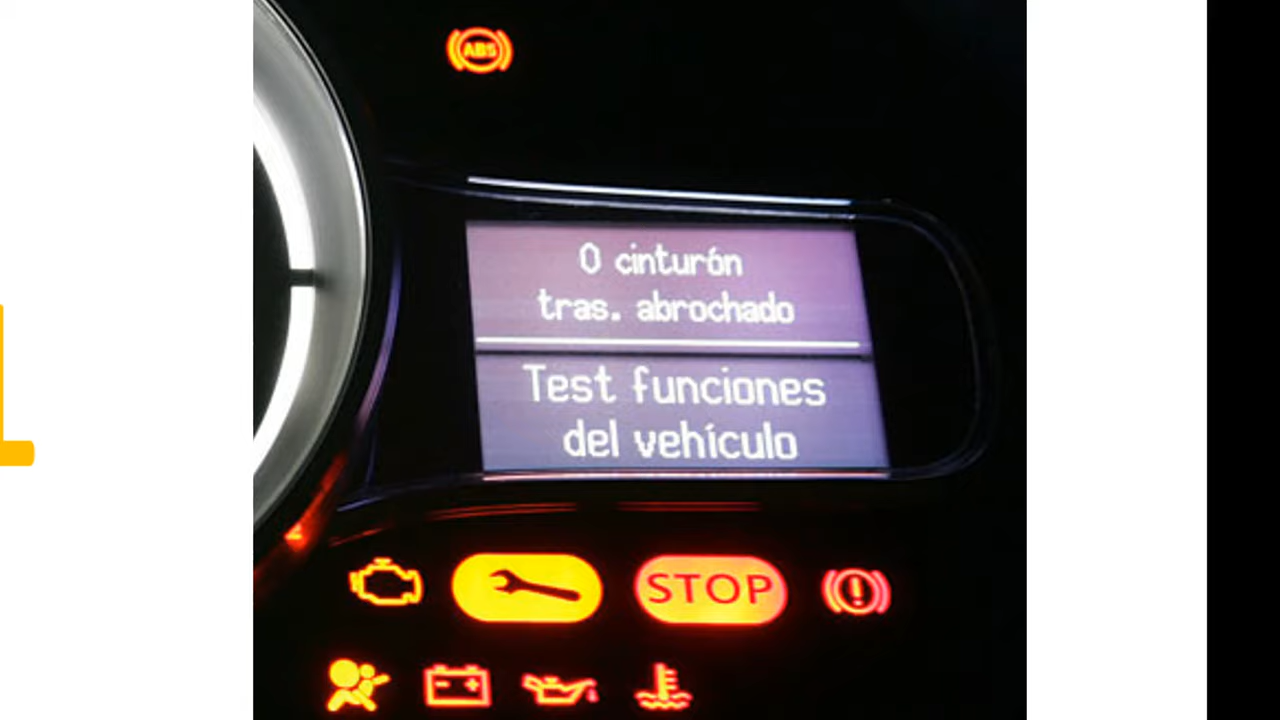 ABS
0 cinturón
tras. abrochado
Test funciones
del vehículo
STOP